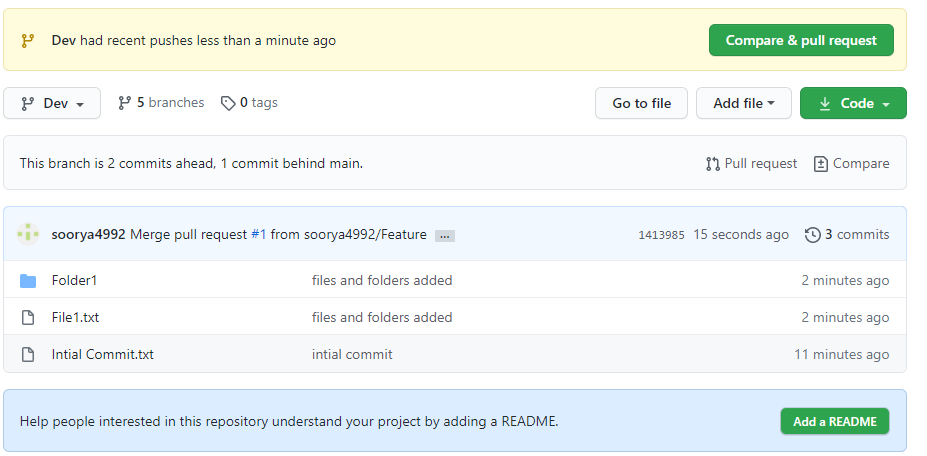 Dev had recent pushes less than a minute ago Compare & pull request
Dev 5 branches 0 tags Go to file Add file Code
This branch is 2 commits ahead, 1 commit behind main. Pull request Compare
soorya4992 Merge pull request #1 from soorya4992/Feature ... 1413985 15 seconds ago 3 commits
Folder1 files and folders added 2 minutes ago
File1.txt files and folders added 2 minutes ago
Intial Commit.txt intial commit 11 minutes ago
Help people interested in this repository understand your project by adding a README. Add a README